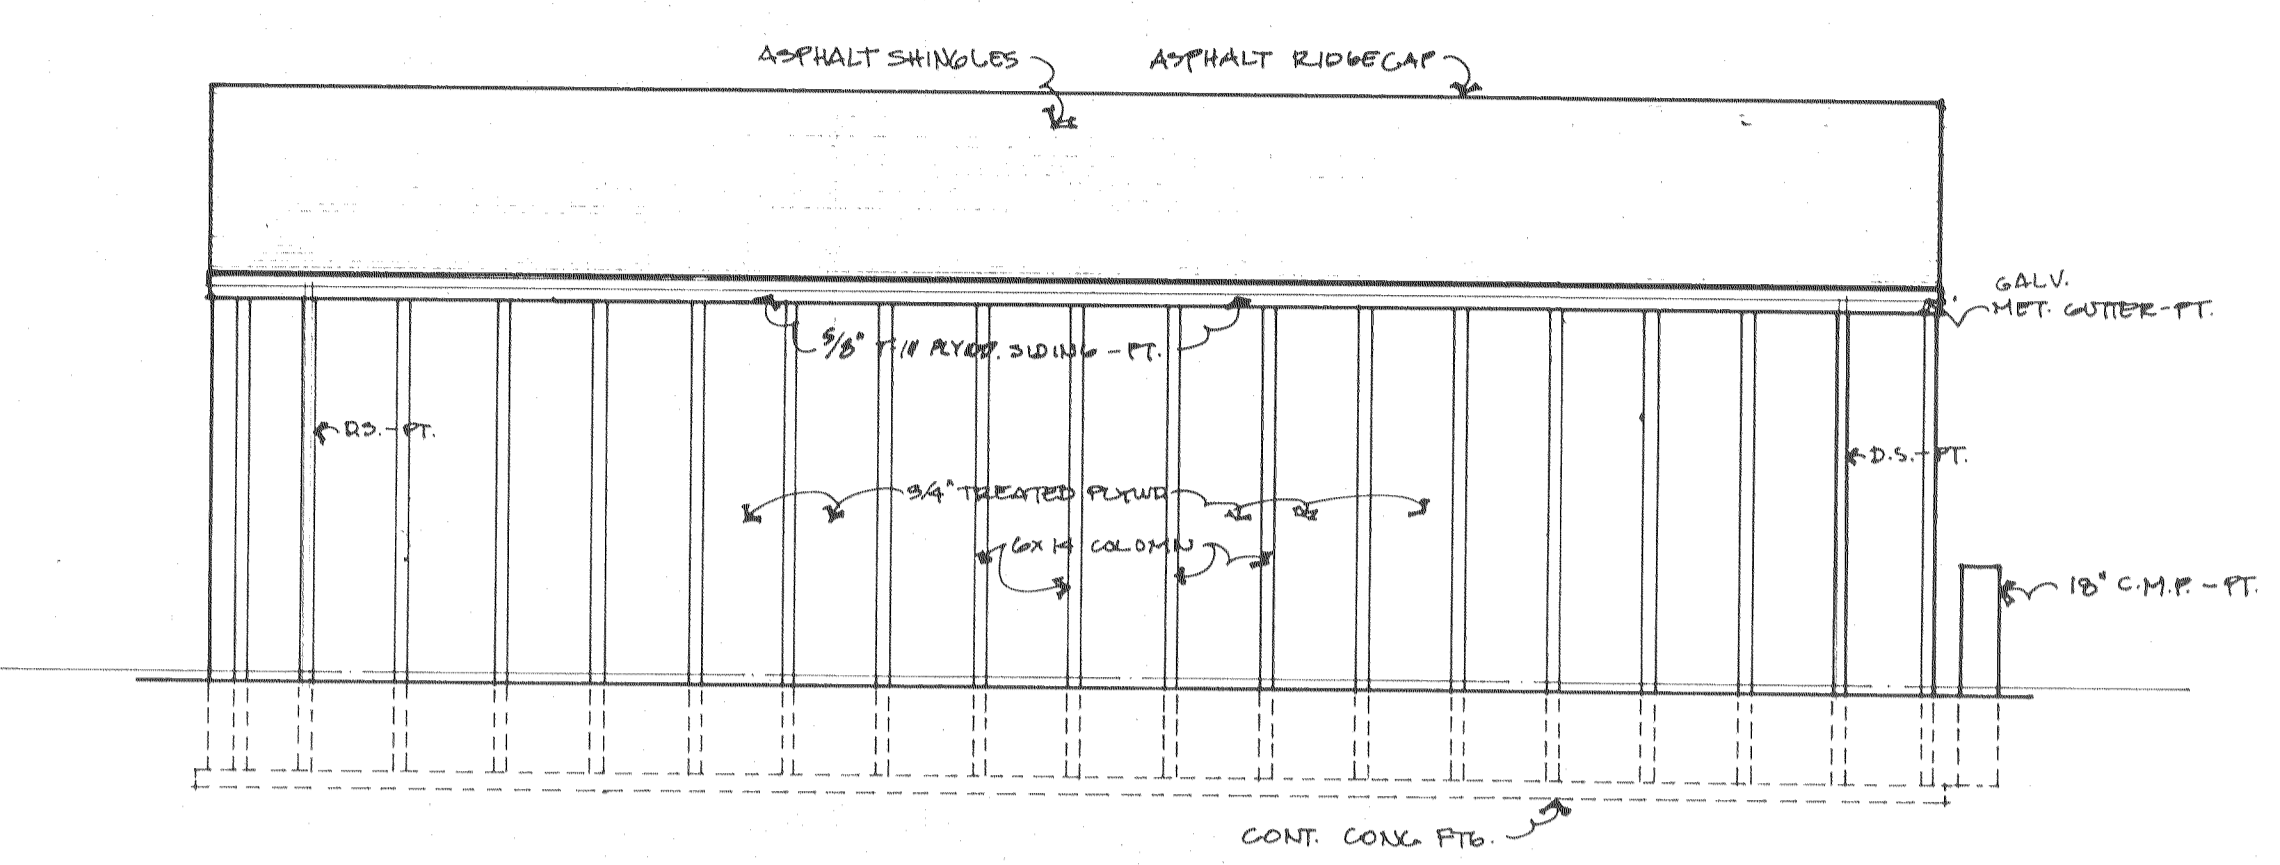 ASPHALT SHINGLES
ASPHALT RIDGECAP
GALV.
MET. GUTTER-PT.
5/8" T-111 PLYWD. SIDING - PT.
D.S.-PT.
D.S.-PT.
3/4" TREATED PLYWD
6X14 COLUMN
18" C.M.P.-PT.
CONT. CONC. FTG.